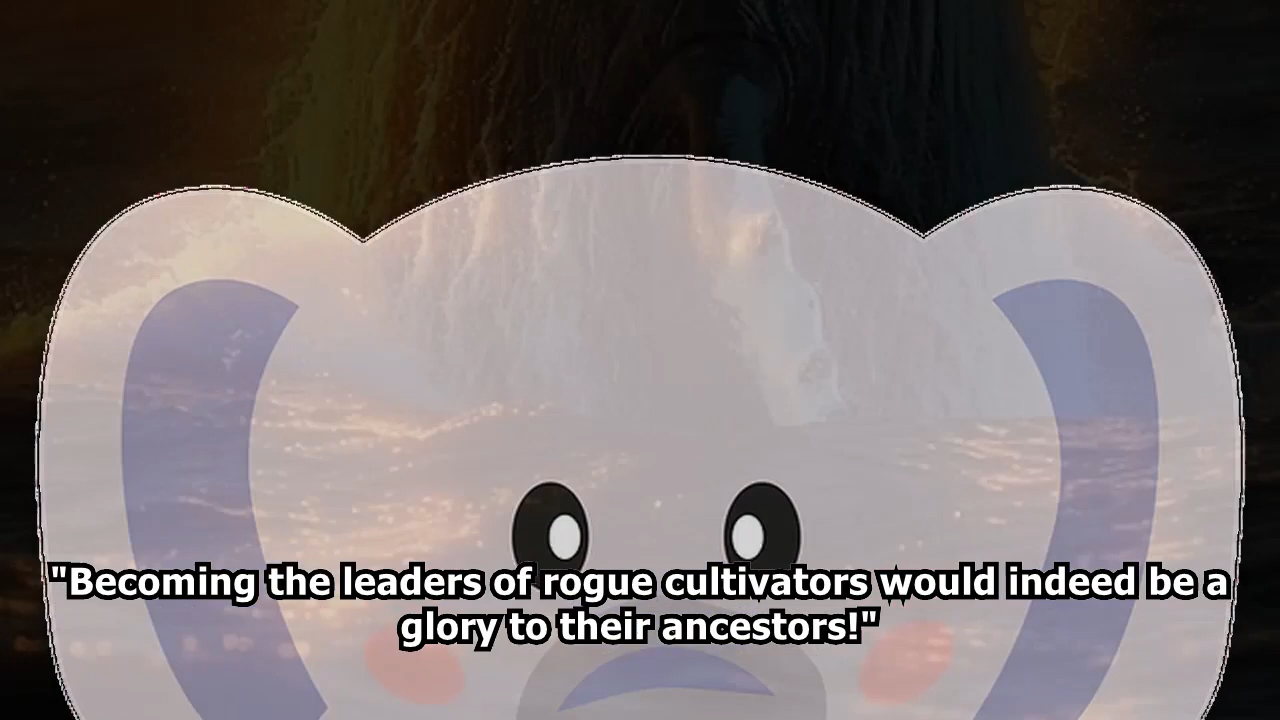 "Becoming the leaders of rogue cultivators would indeed be a
glory to their ancestors!"